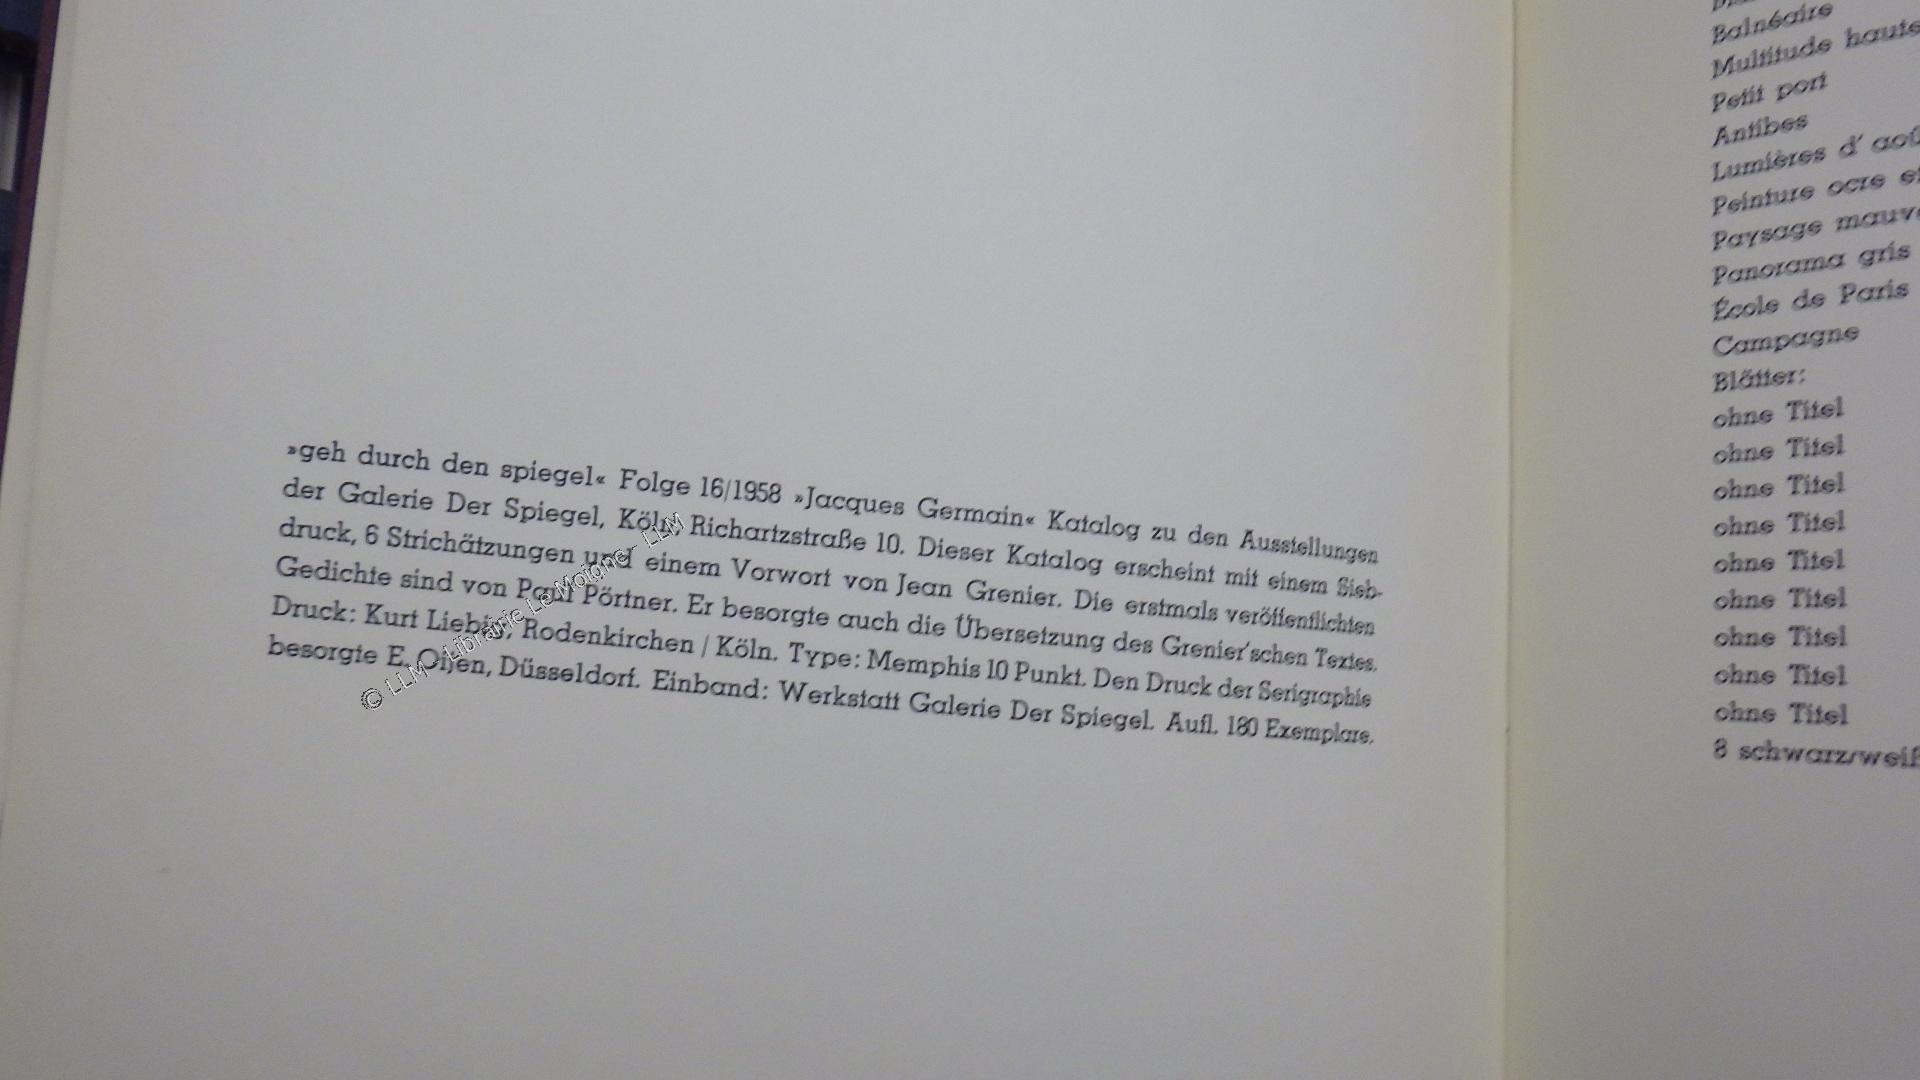 »geh durch den spiegel« Folge 16/1958 »Jacques Germain« Katalog zu den Ausstellungen
der Galerie Der Spiegel, Köln, Richartzstraße 10. Dieser Katalog erscheint mit einem Sieb-
druck, 6 Strichätzungen und einem Vorwort von Jean Grenier. Die erstmals veröffentlichten
Gedichte sind von Paul Pörtner. Er besorgte auch die Übersetzung des Grenier'schen Textes.
Druck: Kurt Liebig, Rodenkirchen / Köln. Type: Memphis 10 Punkt. Den Druck der Serigraphie
besorgte E. Oijen, Düsseldorf. Einband: Werkstatt Galerie Der Spiegel. Aufl. 180 Exemplare.
© LLM - Librairie Le Moigne - LLM
Balnéaire
Multitude haute
Petit port
Antibes
Lumières d'
Peinture ocre
Paysage
Panorama gris
École de Paris
Campagne
Blätter:
ohne Titel
ohne Titel
ohne Titel
ohne Titel
ohne Titel
ohne Titel
ohne Titel
ohne Titel
ohne Titel
8